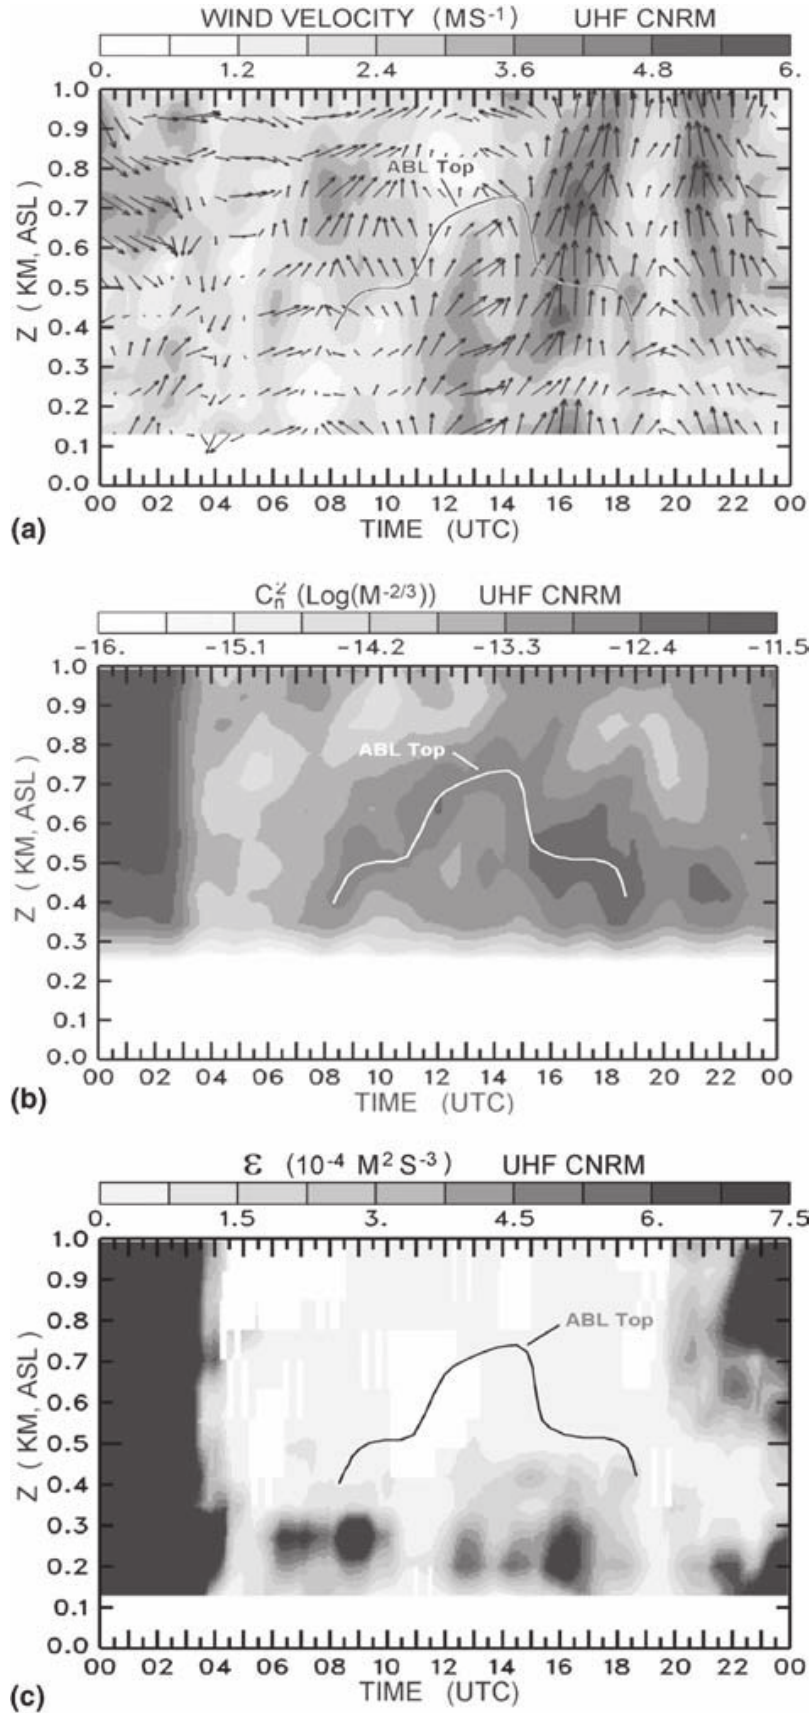 WIND VELOCITY (MS⁻¹) UHF CNRM
0. 1.2 2.4 3.6 4.8 6.
1.0
0.9
0.8
0.7
0.6
0.5
0.4
0.3
0.2
0.1
0.0
Z ( KM, ASL)
ABL Top
00 02 04 06 08 10 12 14 16 18 20 22 00
(a) TIME (UTC)
C²ₙ (Log(M⁻²/³)) UHF CNRM
-16. -15.1 -14.2 -13.3 -12.4 -11.5
1.0
0.9
0.8
0.7
0.6
0.5
0.4
0.3
0.2
0.1
0.0
Z ( KM, ASL)
ABL Top
00 02 04 06 08 10 12 14 16 18 20 22 00
(b) TIME (UTC)
ε (10⁻⁴ M² S⁻³) UHF CNRM
0. 1.5 3. 4.5 6. 7.5
1.0
0.9
0.8
0.7
0.6
0.5
0.4
0.3
0.2
0.1
0.0
Z ( KM, ASL)
ABL Top
00 02 04 06 08 10 12 14 16 18 20 22 00
(c) TIME (UTC)